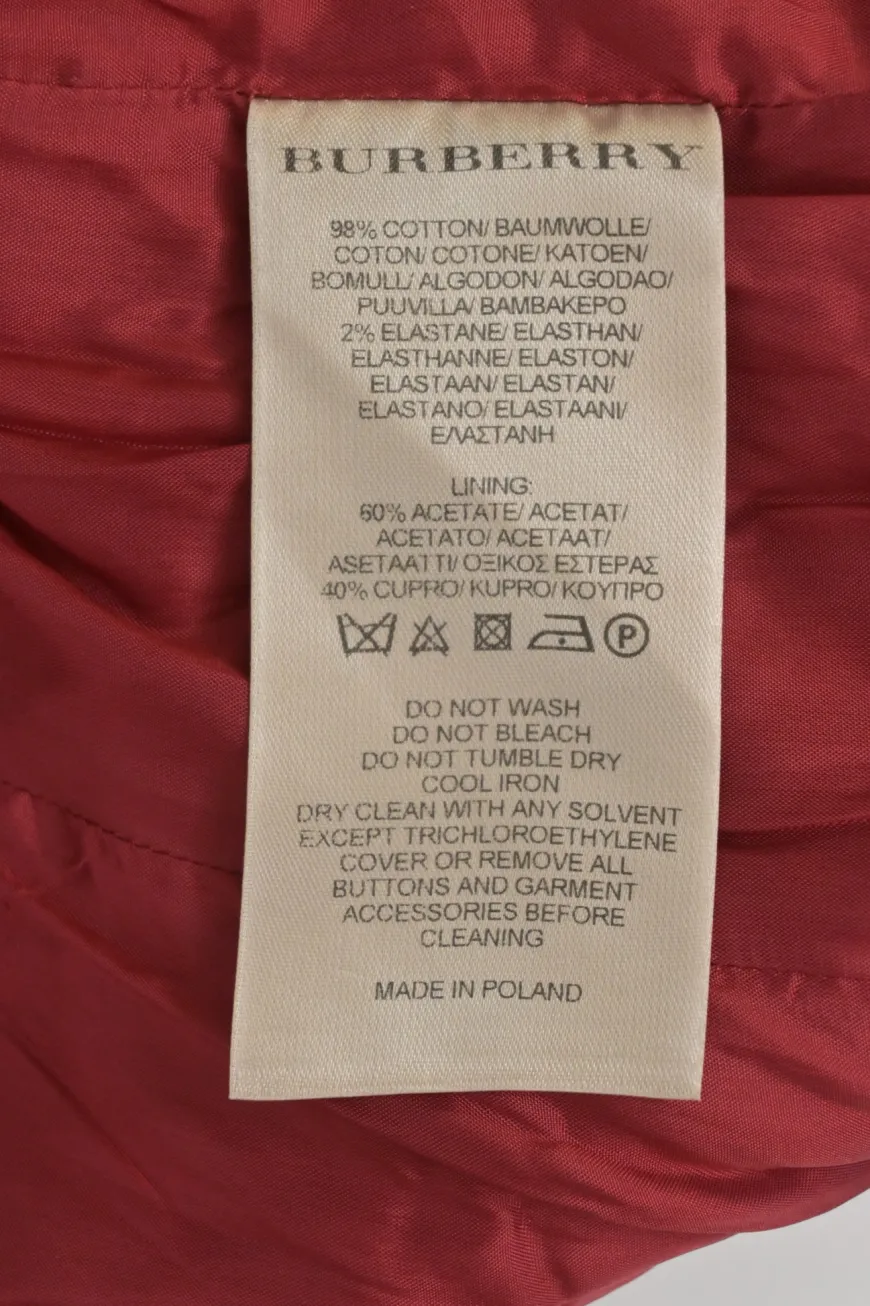 BURBERRY
98% COTTON/ BAUMWOLLE/
COTON/ COTONE/ KATOEN/
BOMULL/ ALGODON/ ALGODAO/
PUUVILLA/ BAMBAKEPO
2% ELASTANE/ ELASTHAN/
ELASTHANNE/ ELASTON/
ELASTAAN/ ELASTAN/
ELASTANO/ ELASTAANI/
ΕΛΑΣΤΑΝΗ
LINING:
60% ACETATE/ ACETAT/
ACETATO/ ACETAAT/
ASETAATTI/ ΟΞΙΚΟΣ ΕΣΤΕΡΑΣ
40% CUPRO/ KUPRO/ ΚΟΥΠΡΟ
P
DO NOT WASH
DO NOT BLEACH
DO NOT TUMBLE DRY
COOL IRON
DRY CLEAN WITH ANY SOLVENT
EXCEPT TRICHLOROETHYLENE
COVER OR REMOVE ALL
BUTTONS AND GARMENT
ACCESSORIES BEFORE
CLEANING
MADE IN POLAND